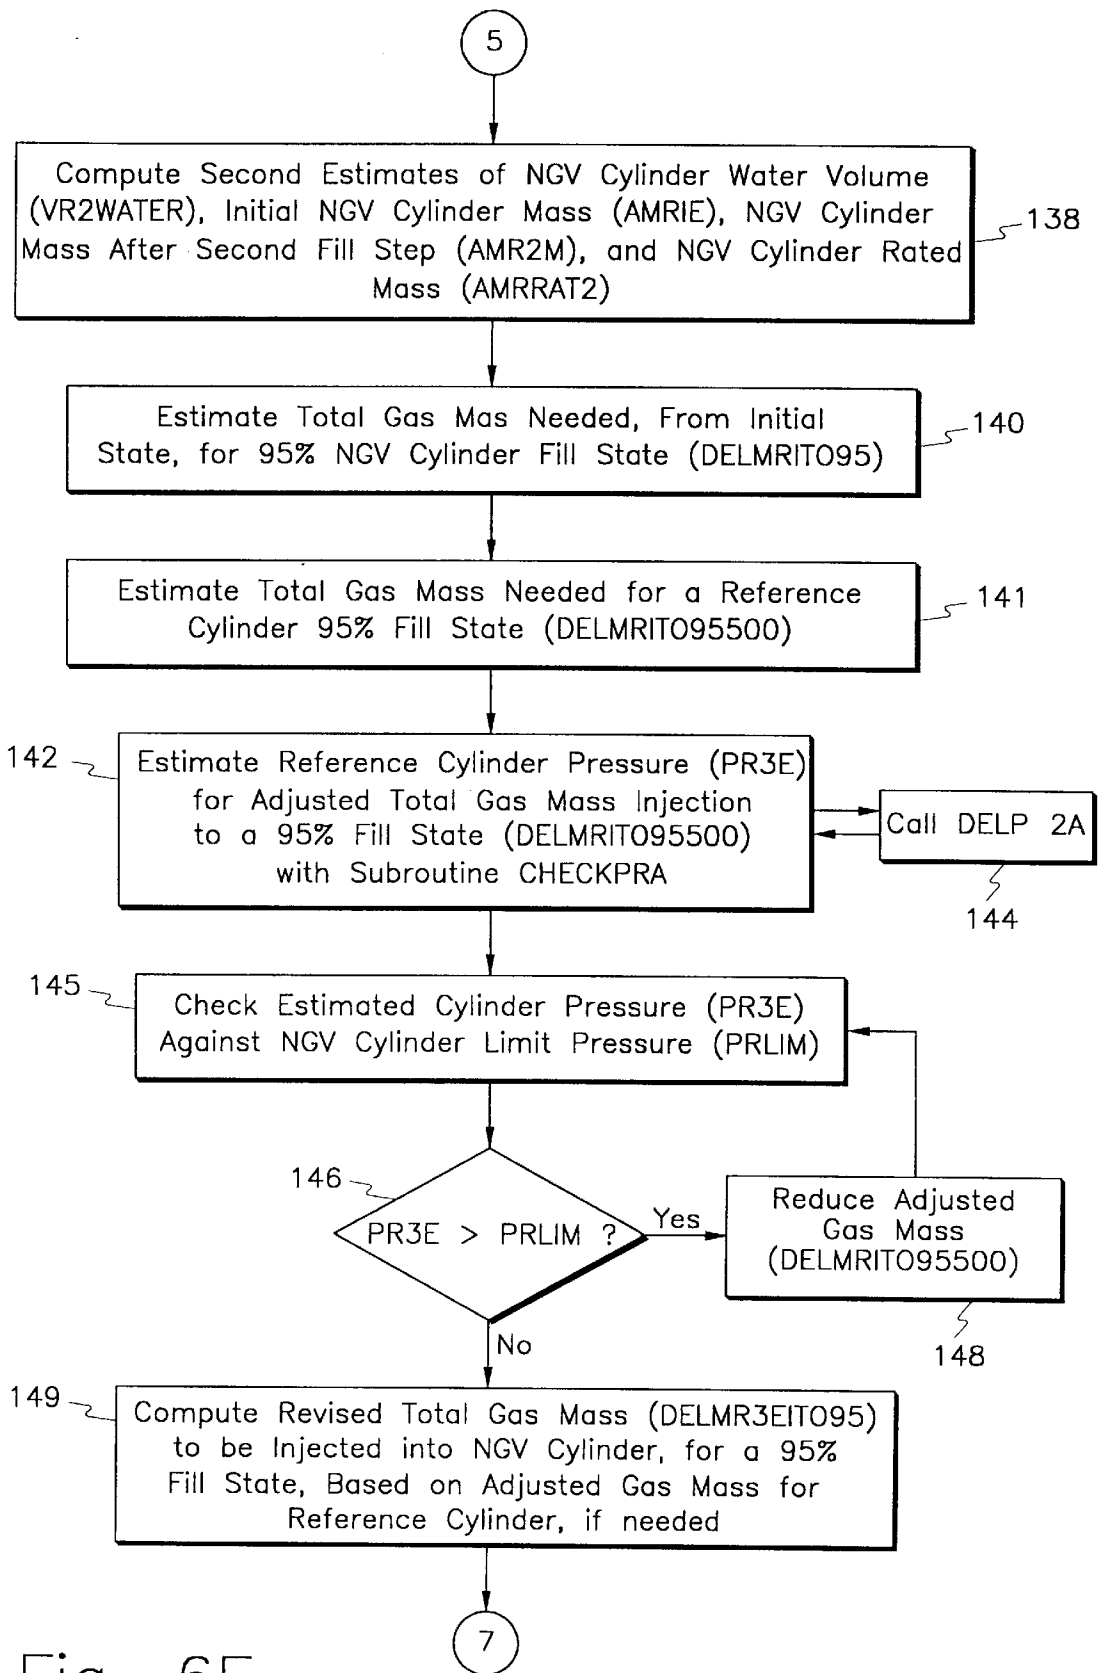 5
Compute Second Estimates of NGV Cylinder Water Volume
(VR2WATER), Initial NGV Cylinder Mass (AMRIE), NGV Cylinder
Mass After Second Fill Step (AMR2M), and NGV Cylinder Rated
Mass (AMRRAT2)
138
Estimate Total Gas Mas Needed, From Initial
State, for 95% NGV Cylinder Fill State (DELMRITO95)
140
Estimate Total Gas Mass Needed for a Reference
Cylinder 95% Fill State (DELMRITO95500)
141
142
Estimate Reference Cylinder Pressure (PR3E)
for Adjusted Total Gas Mass Injection
to a 95% Fill State (DELMRITO95500)
with Subroutine CHECKPRA
Call DELP 2A
144
145
Check Estimated Cylinder Pressure (PR3E)
Against NGV Cylinder Limit Pressure (PRLIM)
146
PR3E > PRLIM ?
Yes
Reduce Adjusted
Gas Mass
(DELMRITO95500)
148
No
149
Compute Revised Total Gas Mass (DELMR3EITO95)
to be Injected into NGV Cylinder, for a 95%
Fill State, Based on Adjusted Gas Mass for
Reference Cylinder, if needed
7